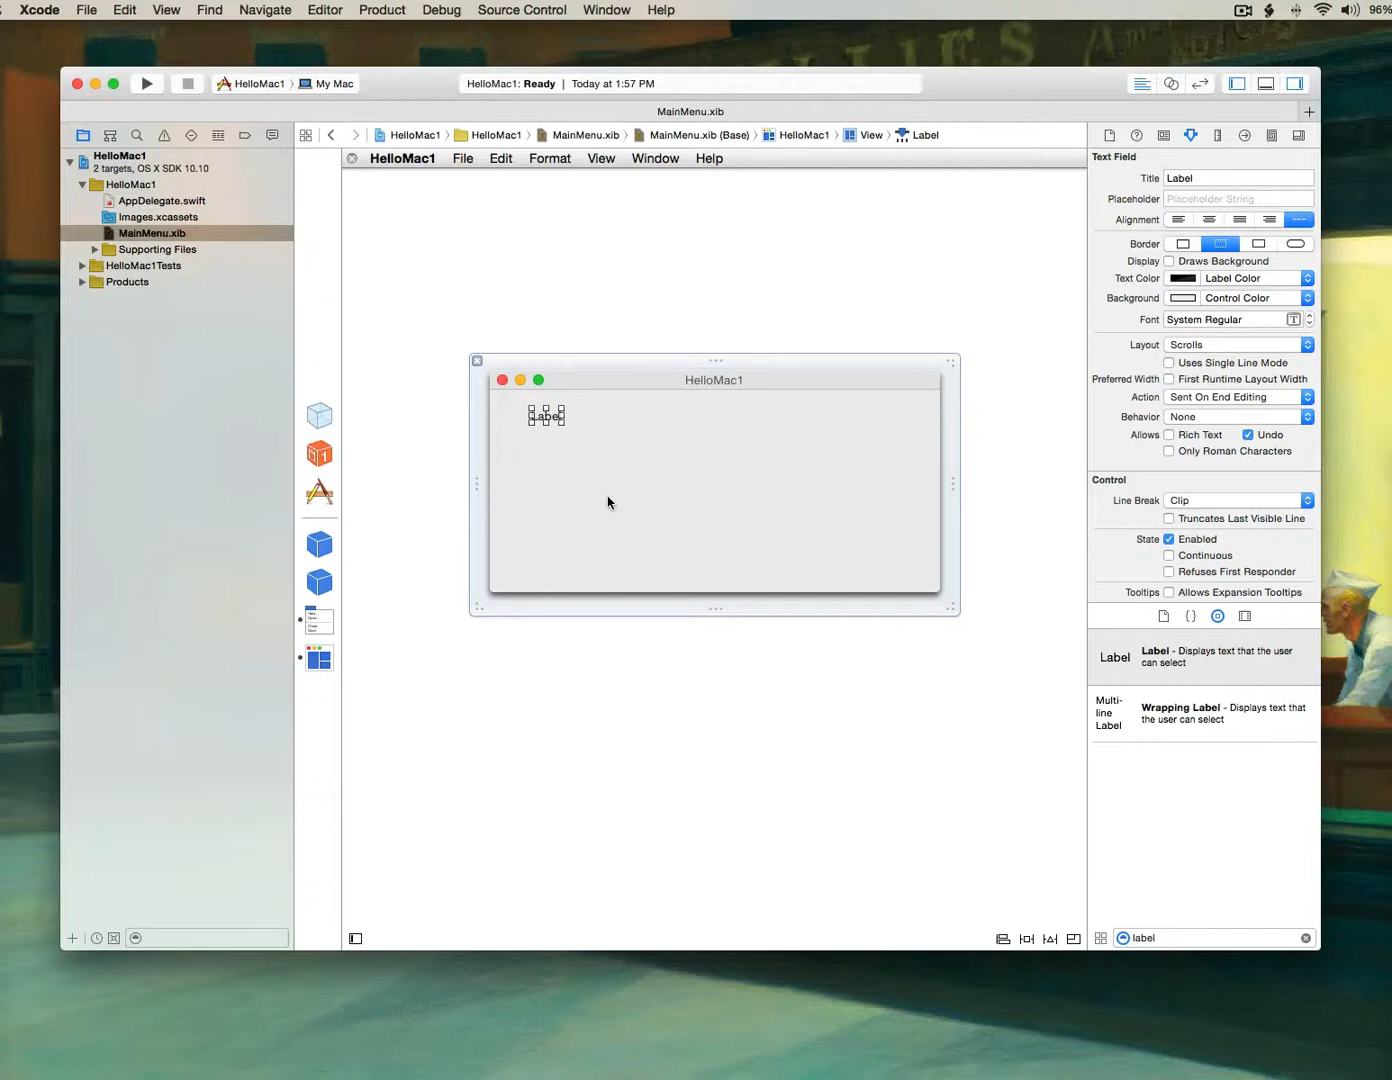 Xcode File Edit View Find Navigate Editor Product Debug Source Control Window Help 96%
HelloMac1 My Mac HelloMac1: Ready | Today at 1:57 PM
MainMenu.xib
HelloMac1 HelloMac1 MainMenu.xib MainMenu.xib (Base) HelloMac1 View Label
HelloMac1
2 targets, OS X SDK 10.10
HelloMac1
AppDelegate.swift
Images.xcassets
MainMenu.xib
Supporting Files
HelloMac1Tests
Products
HelloMac1 File Edit Format View Window Help
HelloMac1
Label
Text Field
Title Label
Placeholder Placeholder String
Alignment
Border
Display Draws Background
Text Color Label Color
Background Control Color
Font System Regular T
Layout Scrolls
Uses Single Line Mode
Preferred Width First Runtime Layout Width
Action Sent On End Editing
Behavior None
Allows Rich Text Undo
Only Roman Characters
Control
Line Break Clip
Truncates Last Visible Line
State Enabled
Continuous
Refuses First Responder
Tooltips Allows Expansion Tooltips
Label
Label - Displays text that the user
can select
Multi-
line
Label
Wrapping Label - Displays text that
the user can select
label